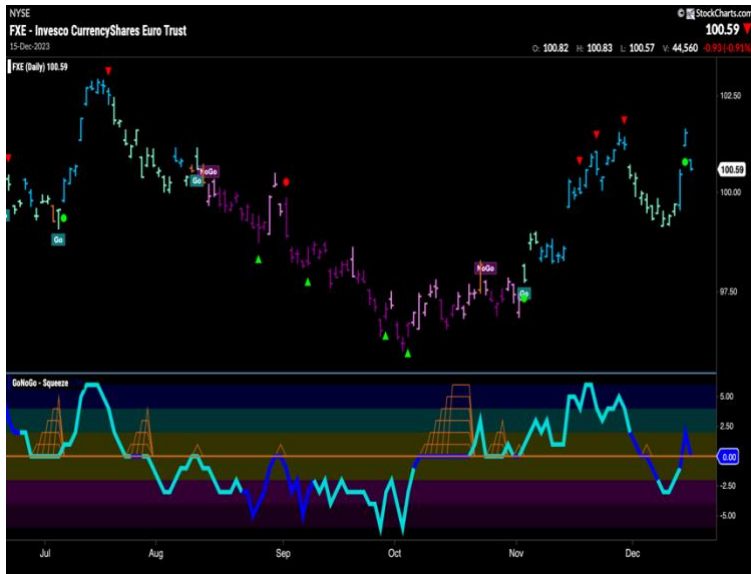 NYSE
© StockCharts.com
FXE - Invesco CurrencyShares Euro Trust
100.59
15-Dec-2023
O: 100.82 H: 100.83 L: 100.57 V: 44,560 -0.93 (-0.91%)
FXE (Daily) 100.59
102.50
NoGo
Go
100.59
100.00
Go
NoGo
97.50
Go
GoNoGo - Squeeze
5.00
2.50
0.00
-2.50
-5.00
Jul Aug Sep Oct Nov Dec